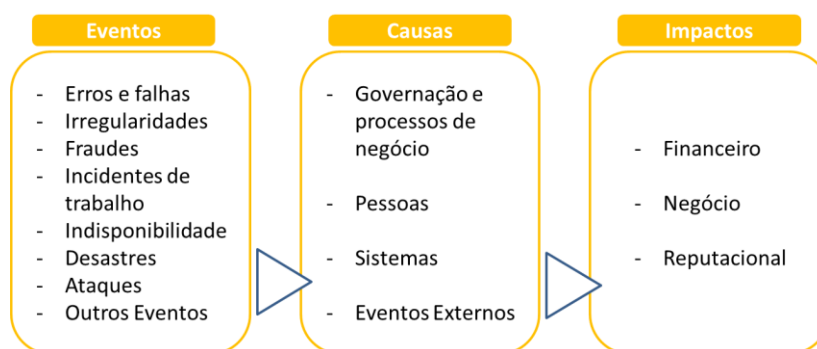 Eventos
- Erros e falhas
- Irregularidades
- Fraudes
- Incidentes de
trabalho
- Indisponibilidade
- Desastres
- Ataques
- Outros Eventos
Causas
- Governação e
processos de
negócio
- Pessoas
- Sistemas
- Eventos Externos
Impactos
- Financeiro
- Negócio
- Reputacional